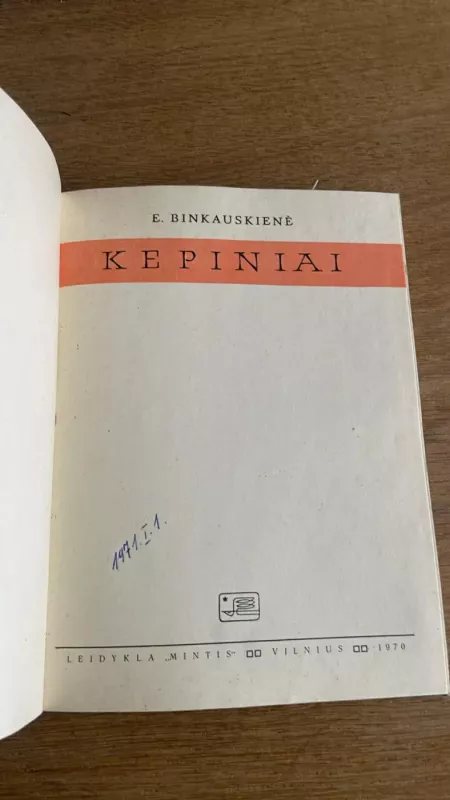 E. BINKAUSKIENĖ
KEPINIAI
1971.I.1.
LEIDYKLA „MINTIS“ VILNIUS 1970